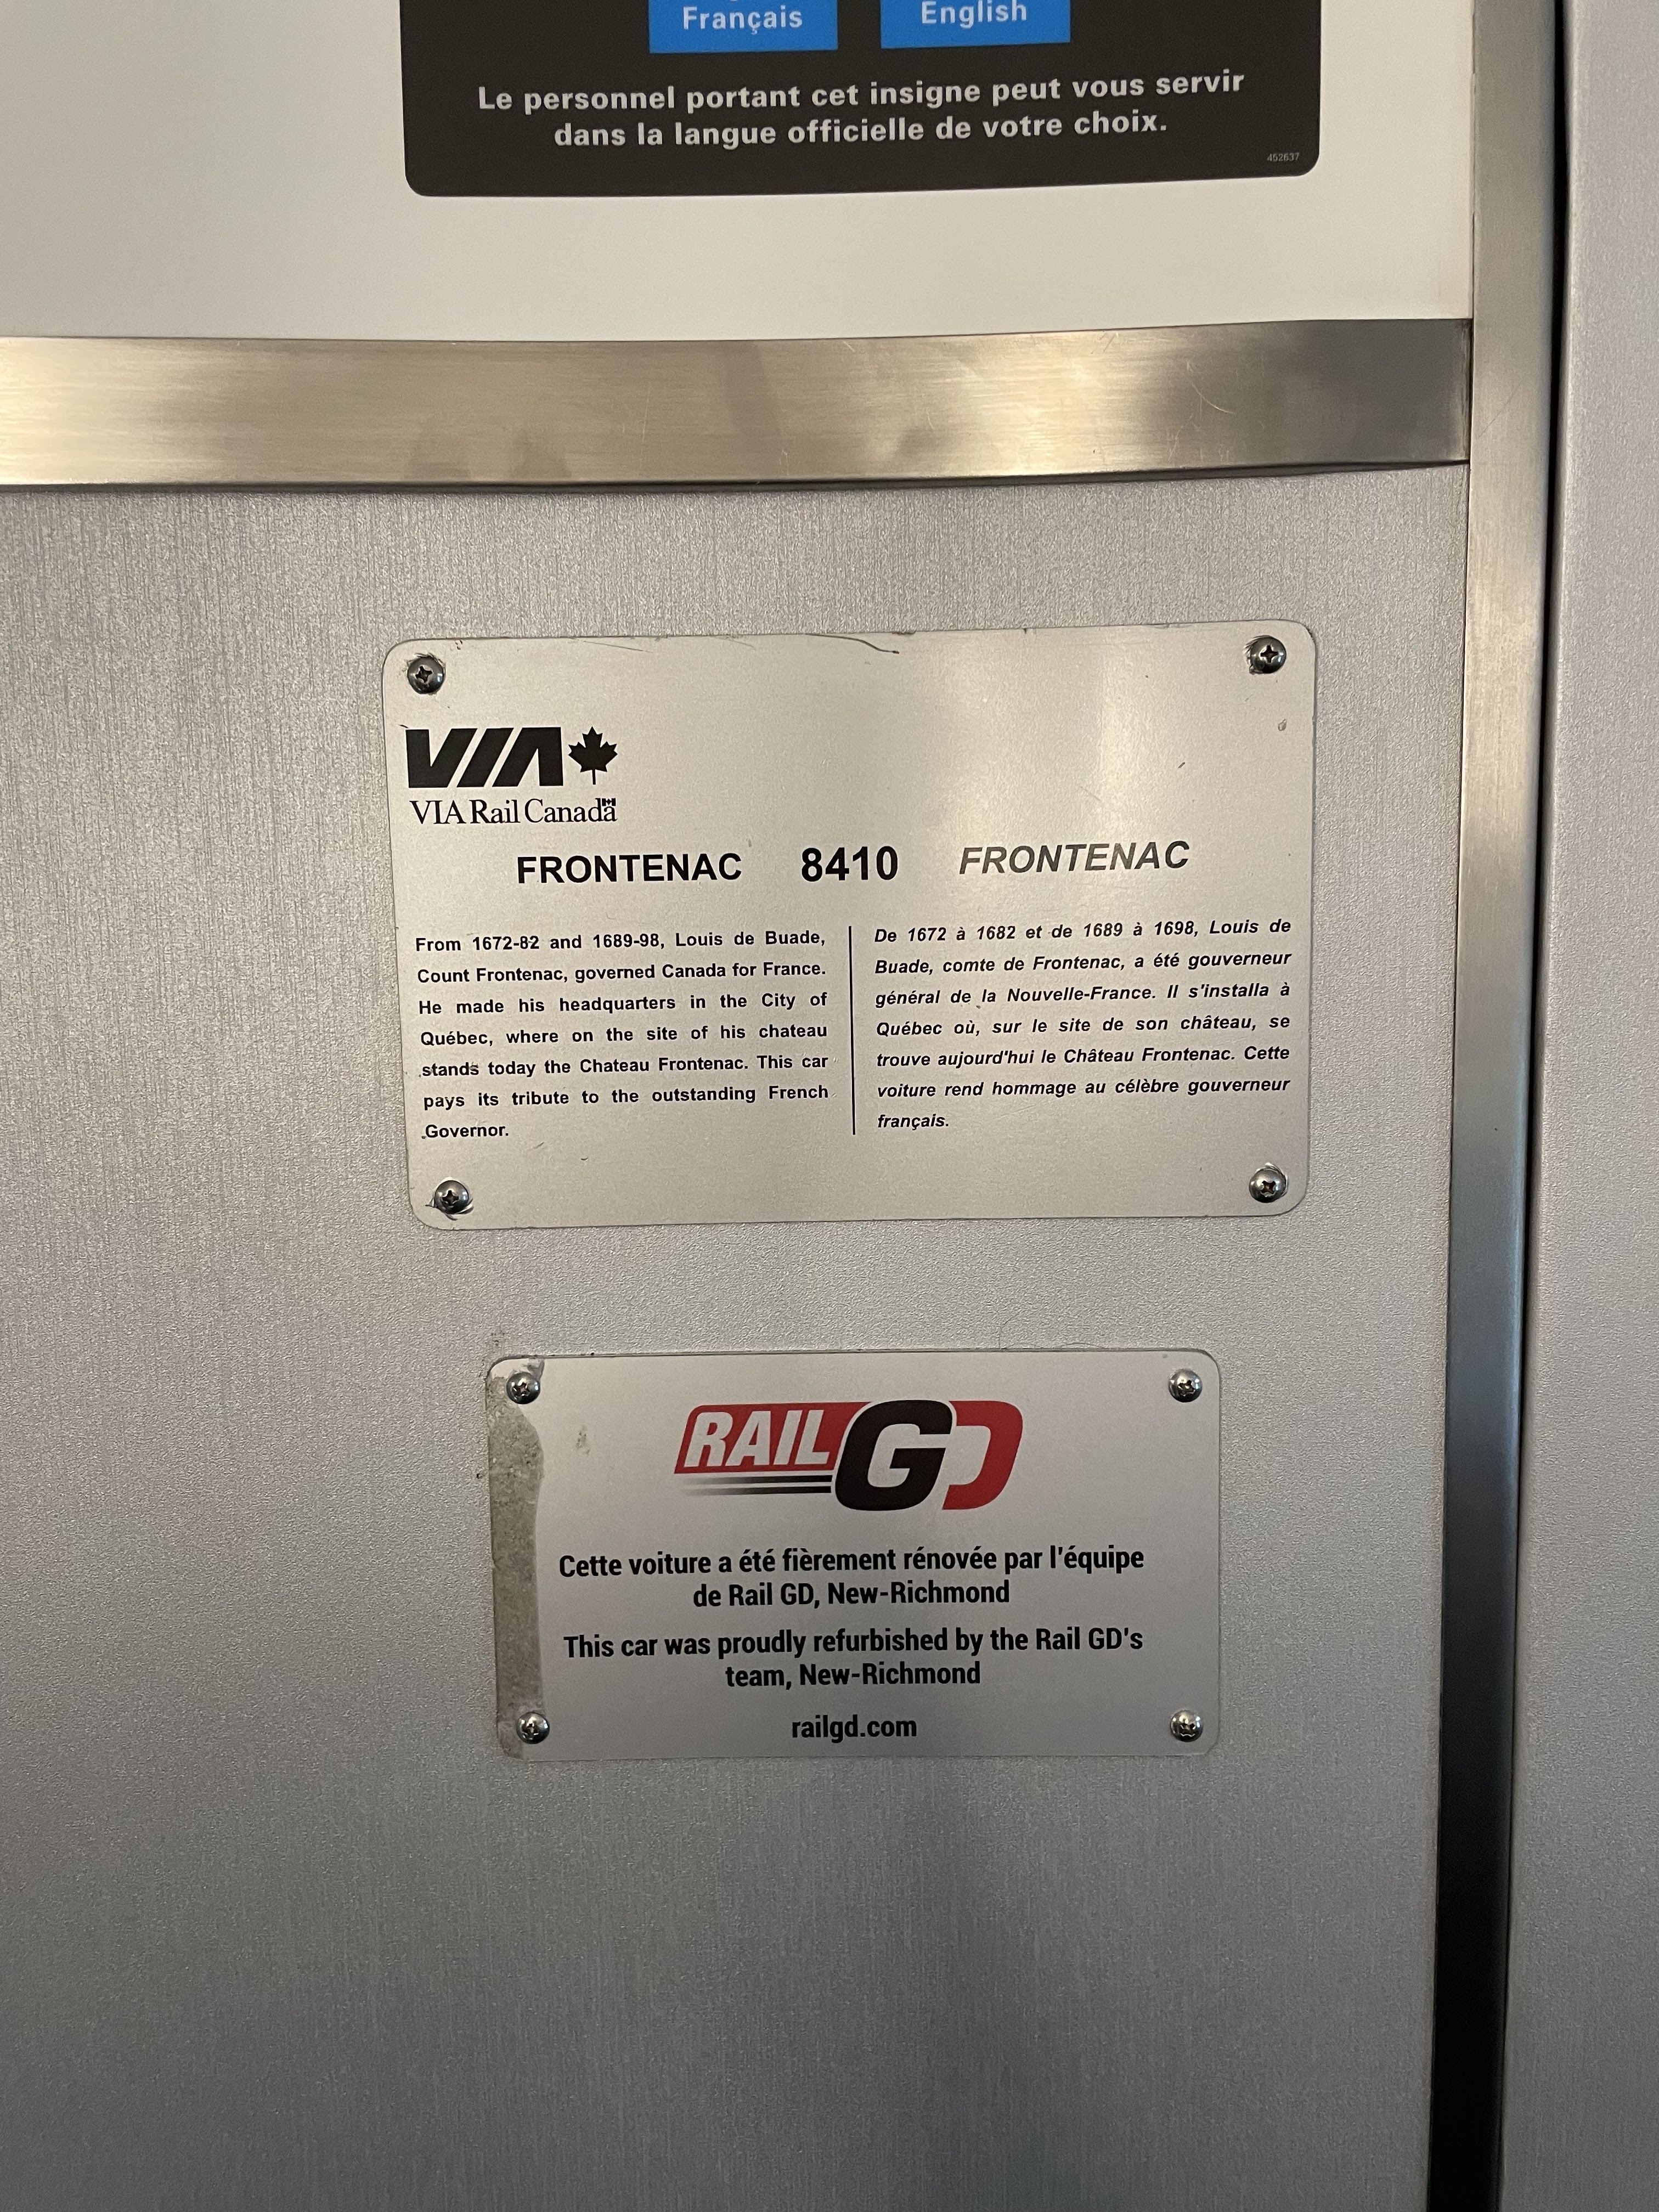 Français
English
Le personnel portant cet insigne peut vous servir
dans la langue officielle de votre choix.
452637
VIA
VIA Rail Canada
FRONTENAC 8410 FRONTENAC
From 1672-82 and 1689-98, Louis de Buade,
Count Frontenac, governed Canada for France.
He made his headquarters in the City of
Québec, where on the site of his chateau
stands today the Chateau Frontenac. This car
pays its tribute to the outstanding French
Governor.
De 1672 à 1682 et de 1689 à 1698, Louis de
Buade, comte de Frontenac, a été gouverneur
général de la Nouvelle-France. Il s'installa à
Québec où, sur le site de son château, se
trouve aujourd'hui le Château Frontenac. Cette
voiture rend hommage au célèbre gouverneur
français.
RAIL GD
Cette voiture a été fièrement rénovée par l'équipe
de Rail GD, New-Richmond
This car was proudly refurbished by the Rail GD's
team, New-Richmond
railgd.com